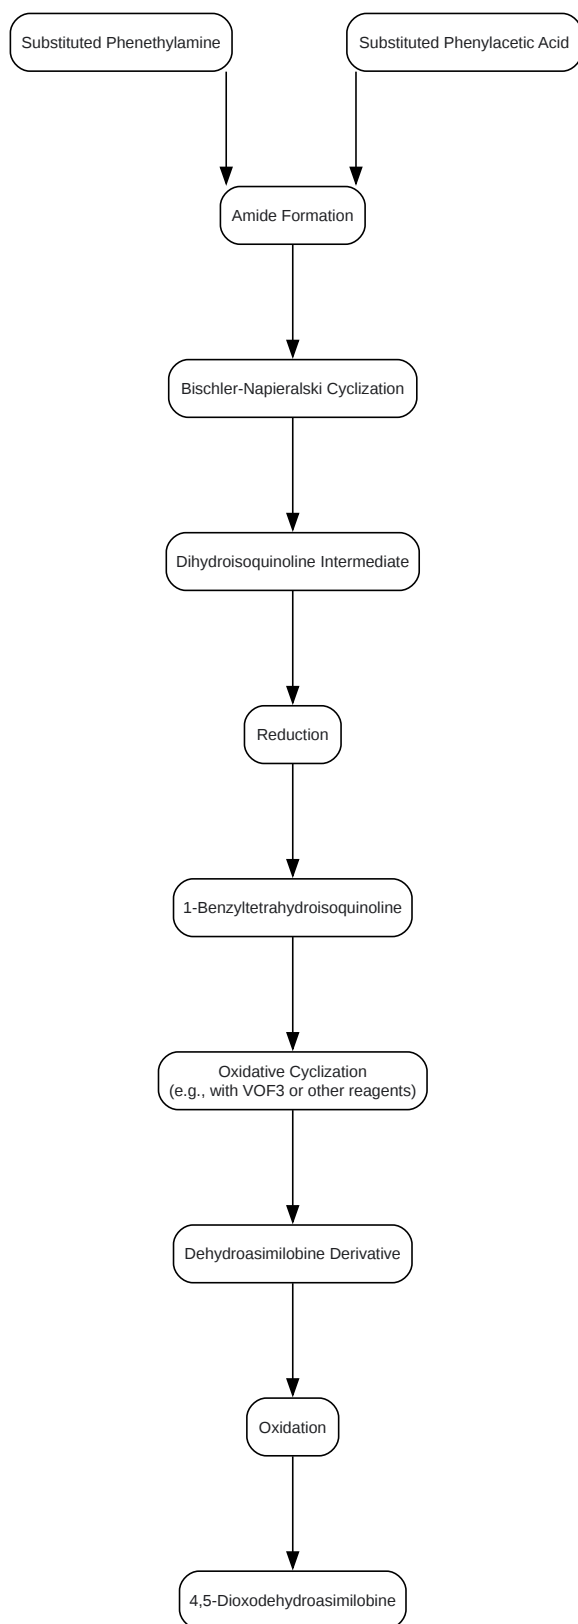 Substituted Phenethylamine
Substituted Phenylacetic Acid
Amide Formation
Bischler-Napieralski Cyclization
Dihydroisoquinoline Intermediate
Reduction
1-Benzyltetrahydroisoquinoline
Oxidative Cyclization
(e.g., with VOF3 or other reagents)
Dehydroasimilobine Derivative
Oxidation
4,5-Dioxodehydroasimilobine